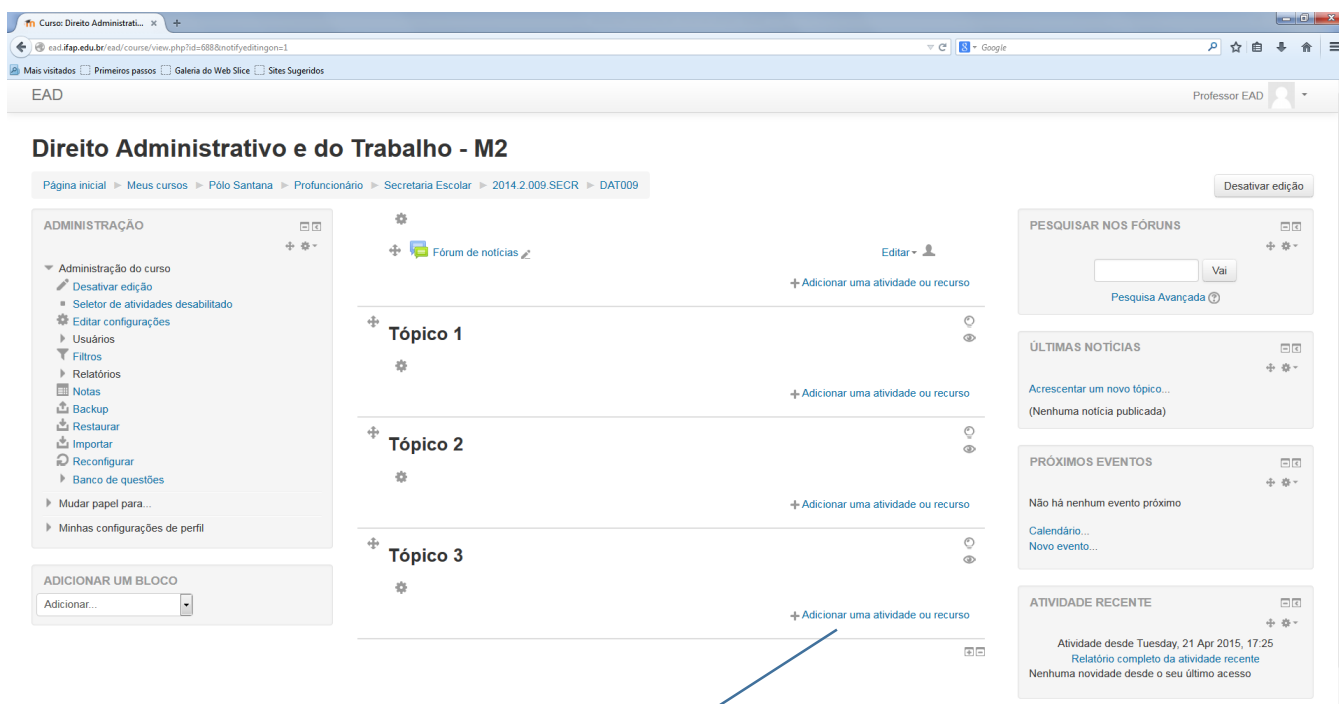 Curso: Direito Administrati...
ead.ifap.edu.br/ead/course/view.php?id=688&notifyeditingon=1
Google
Mais visitados Primeiros passos Galeria do Web Slice Sites Sugeridos
EAD
Professor EAD
Direito Administrativo e do Trabalho - M2
Página inicial Meus cursos Pólo Santana Profuncionário Secretaria Escolar 2014.2.009.SECR DAT009
Desativar edição
ADMINISTRAÇÃO
Administração do curso
Desativar edição
Seletor de atividades desabilitado
Editar configurações
Usuários
Filtros
Relatórios
Notas
Backup
Restaurar
Importar
Reconfigurar
Banco de questões
Mudar papel para...
Minhas configurações de perfil
ADICIONAR UM BLOCO
Adicionar...
Fórum de notícias
Editar
Adicionar uma atividade ou recurso
Tópico 1
Adicionar uma atividade ou recurso
Tópico 2
Adicionar uma atividade ou recurso
Tópico 3
Adicionar uma atividade ou recurso
PESQUISAR NOS FÓRUNS
Vai
Pesquisa Avançada
ÚLTIMAS NOTÍCIAS
Acrescentar um novo tópico...
(Nenhuma notícia publicada)
PRÓXIMOS EVENTOS
Não há nenhum evento próximo
Calendário...
Novo evento...
ATIVIDADE RECENTE
Atividade desde Tuesday, 21 Apr 2015, 17:25
Relatório completo da atividade recente
Nenhuma novidade desde o seu último acesso